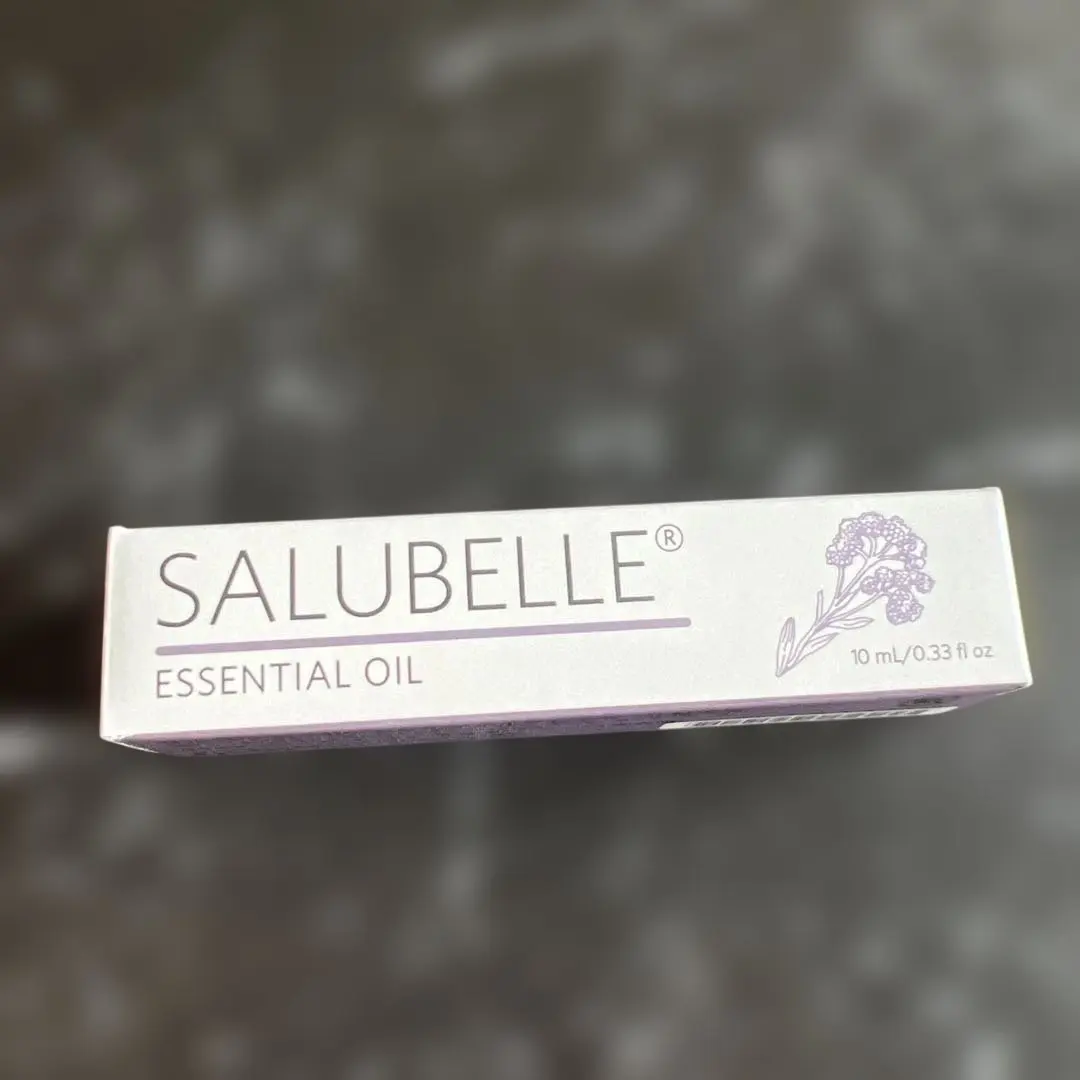 SALUBELLE®
ESSENTIAL OIL
10 mL/0.33 fl oz